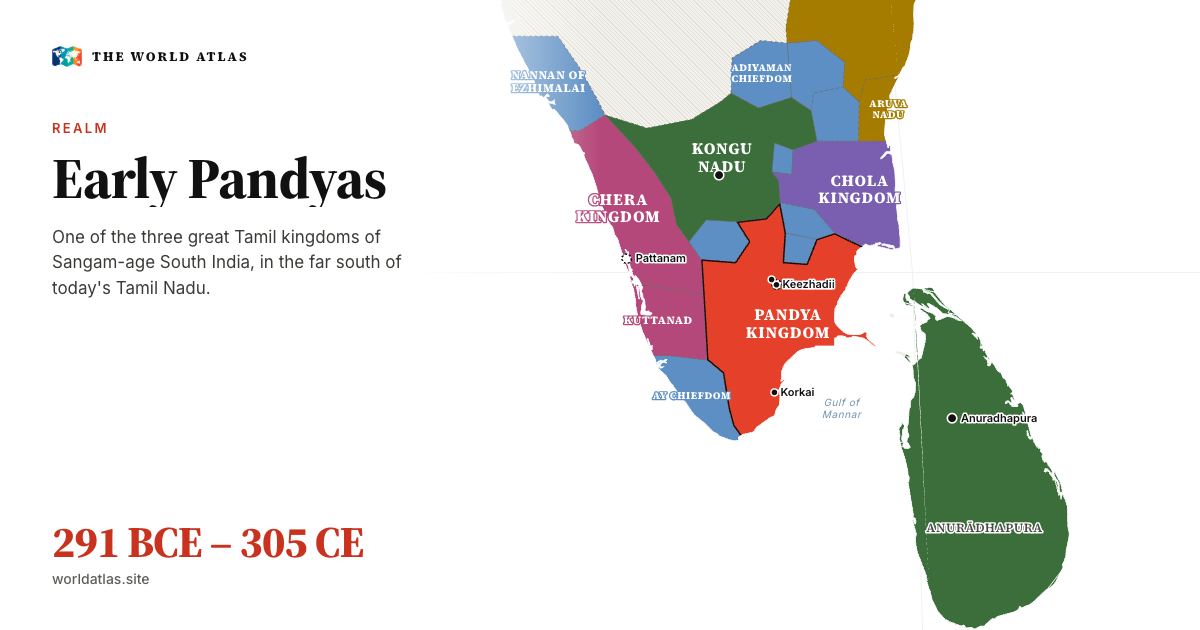 THE WORLD ATLAS
REALM
Early Pandyas
One of the three great Tamil kingdoms of
Sangam-age South India, in the far south of
today's Tamil Nadu.
291 BCE – 305 CE
worldatlas.site
NANNAN OF
EZHIMALAI
ADIYAMAN
CHIEFDOM
ARUVA
NADU
KONGU
NADU
CHOLA
KINGDOM
CHERA
KINGDOM
Pattanam
Keezhadii
KUTTANAD
PANDYA
KINGDOM
AY CHIEFDOM
Korkai
Gulf of
Mannar
Anuradhapura
ANURĀDHAPURA